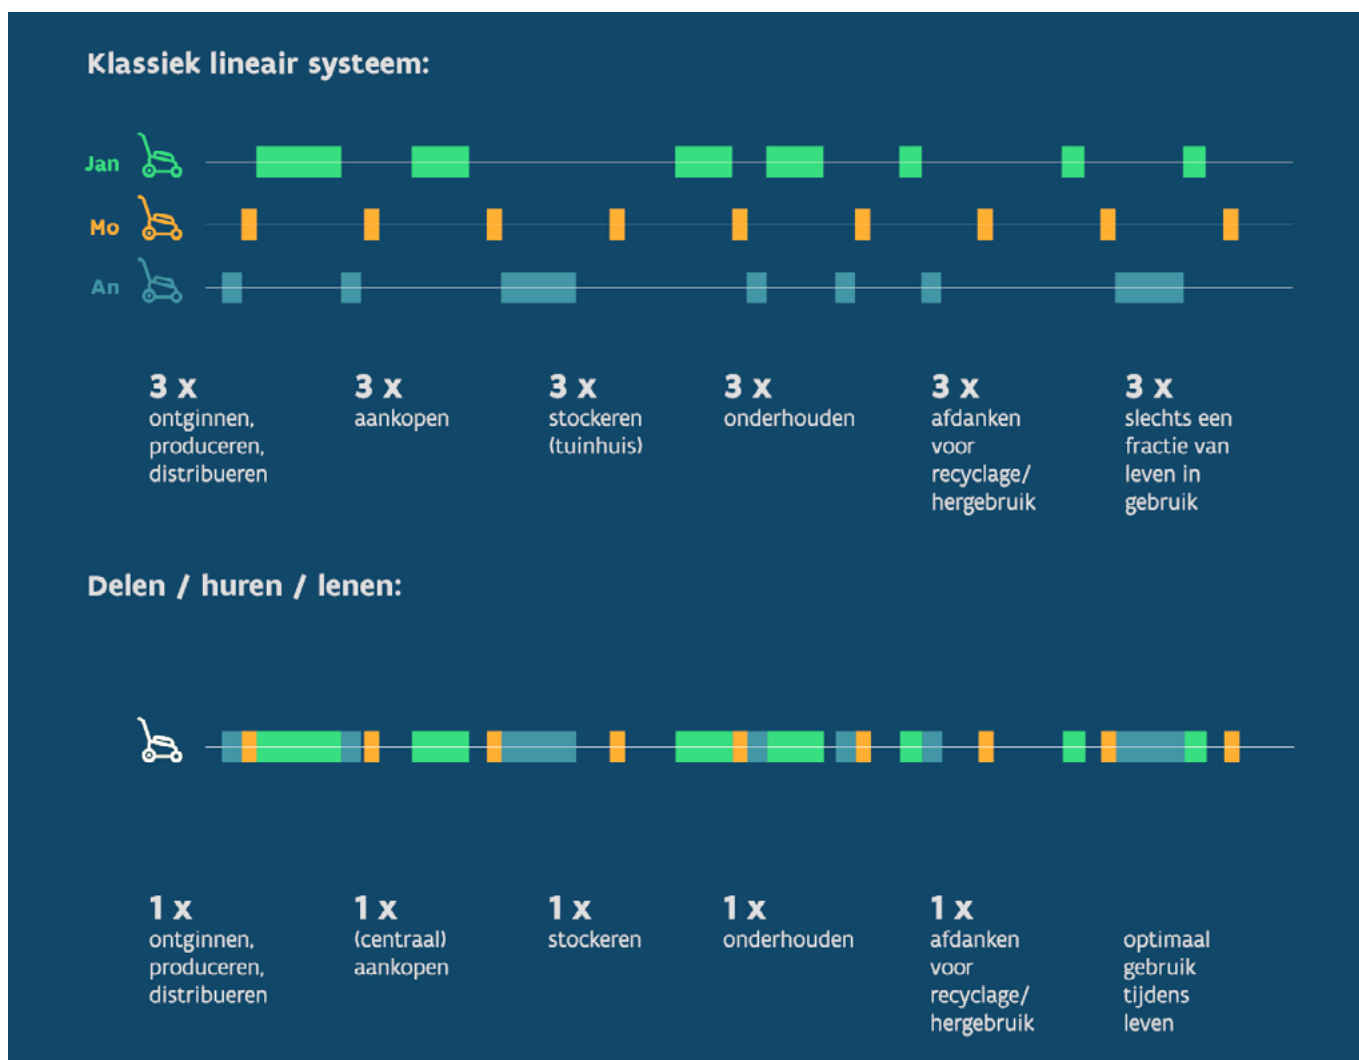 Klassiek lineair systeem:
Jan
Mo
An
3 x
ontginnen,
produceren,
distribueren
3 x
aankopen
3 x
stockeren
(tuinhuis)
3 x
onderhouden
3 x
afdanken
voor
recyclage/
hergebruik
3 x
slechts een
fractie van
leven in
gebruik
Delen / huren / lenen:
1 x
ontginnen,
produceren,
distribueren
1 x
(centraal)
aankopen
1 x
stockeren
1 x
onderhouden
1 x
afdanken
voor
recyclage/
hergebruik
optimaal
gebruik
tijdens
leven